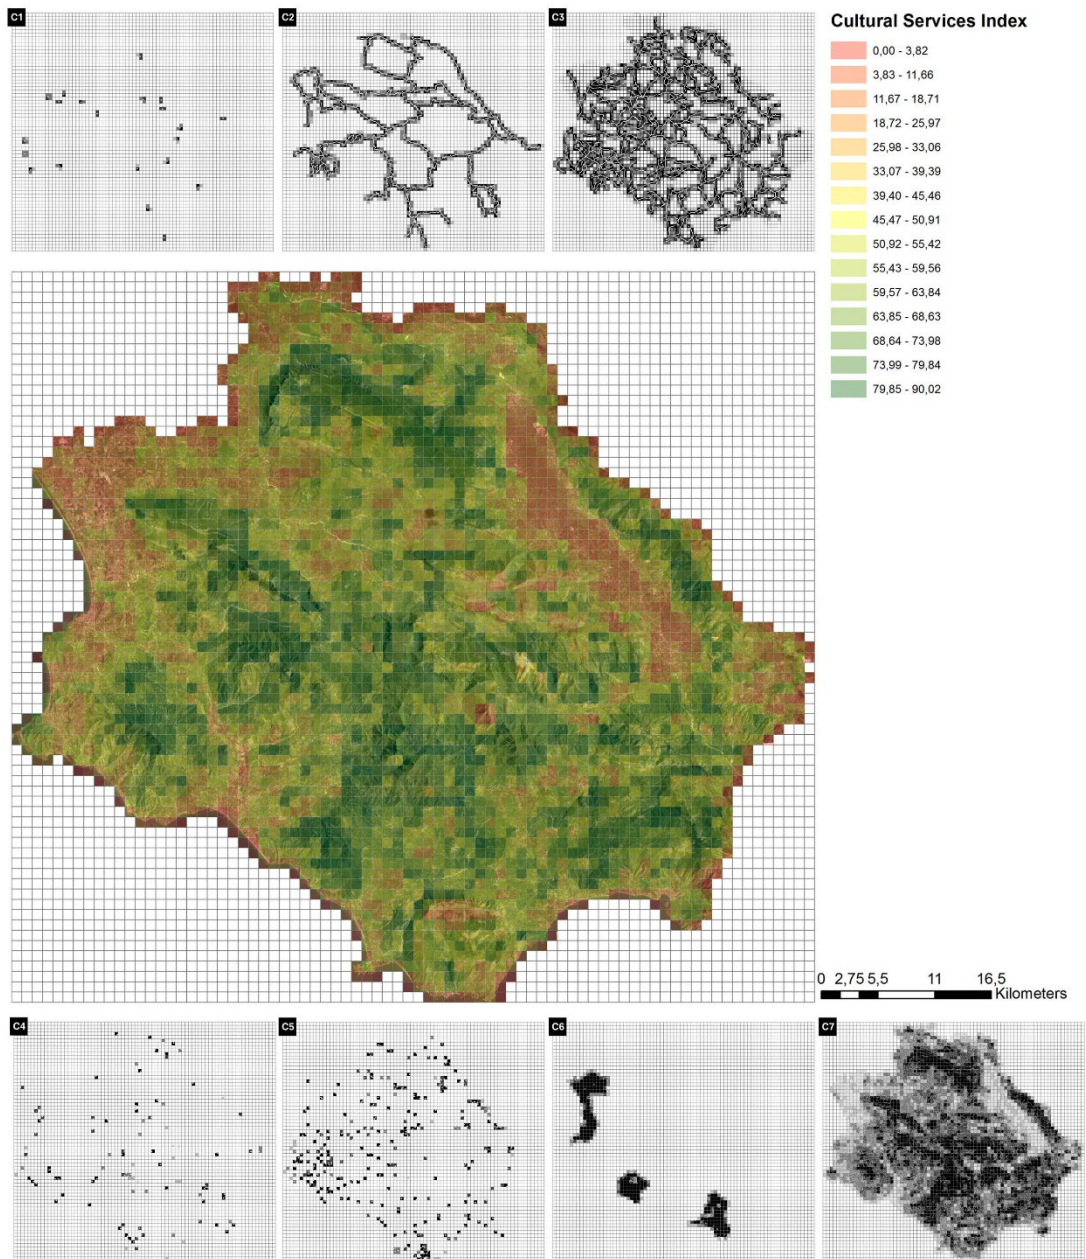 C1
C2
C3
Cultural Services Index
0,00 - 3,82
3,83 - 11,66
11,67 - 18,71
18,72 - 25,97
25,98 - 33,06
33,07 - 39,39
39,40 - 45,46
45,47 - 50,91
50,92 - 55,42
55,43 - 59,56
59,57 - 63,84
63,85 - 68,63
68,64 - 73,98
73,99 - 79,84
79,85 - 90,02
0 2,75 5,5 11 16,5
Kilometers
C4
C5
C6
C7